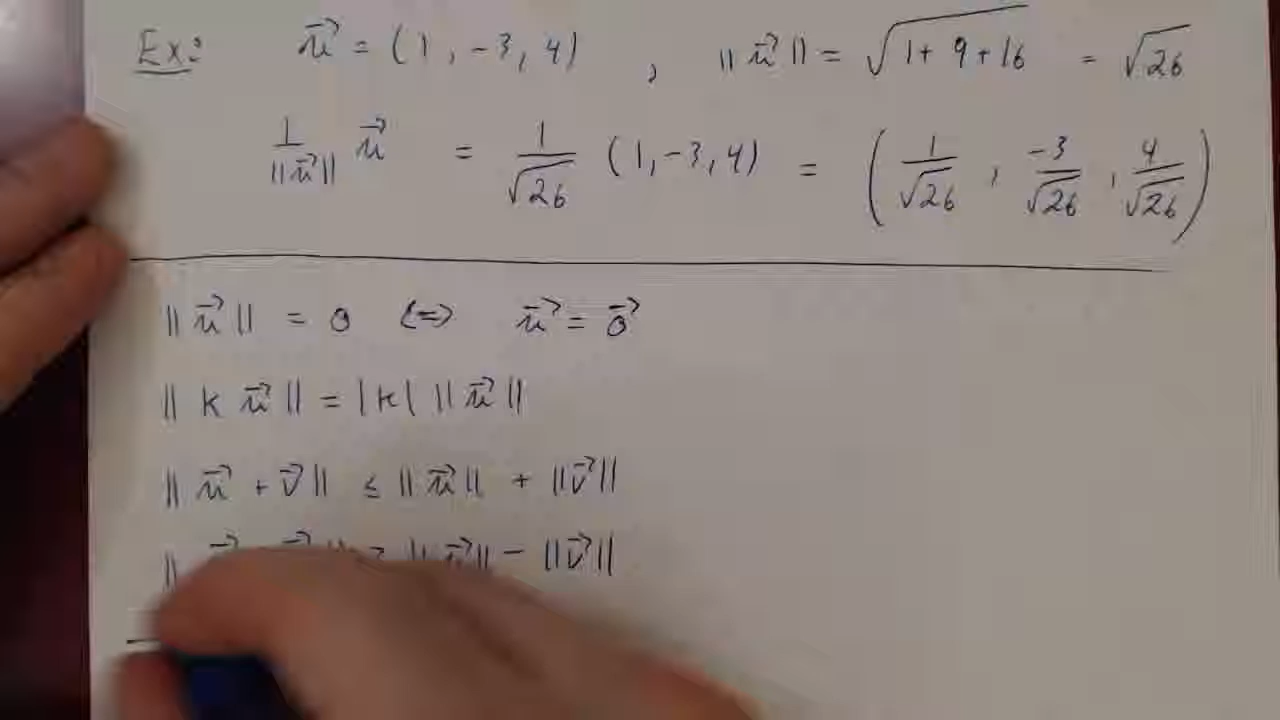 Ex: u⃗ = (1, -3, 4) , ||u⃗|| = √(1+9+16) = √26
1/||u⃗|| u⃗ = 1/√26 (1, -3, 4) = (1/√26, -3/√26, 4/√26)
||u⃗|| = 0 ⟺ u⃗ = 0⃗
||k u⃗|| = |k| ||u⃗||
||u⃗ + v⃗|| ≤ ||u⃗|| + ||v⃗||
|| ||u⃗|| - ||v⃗||